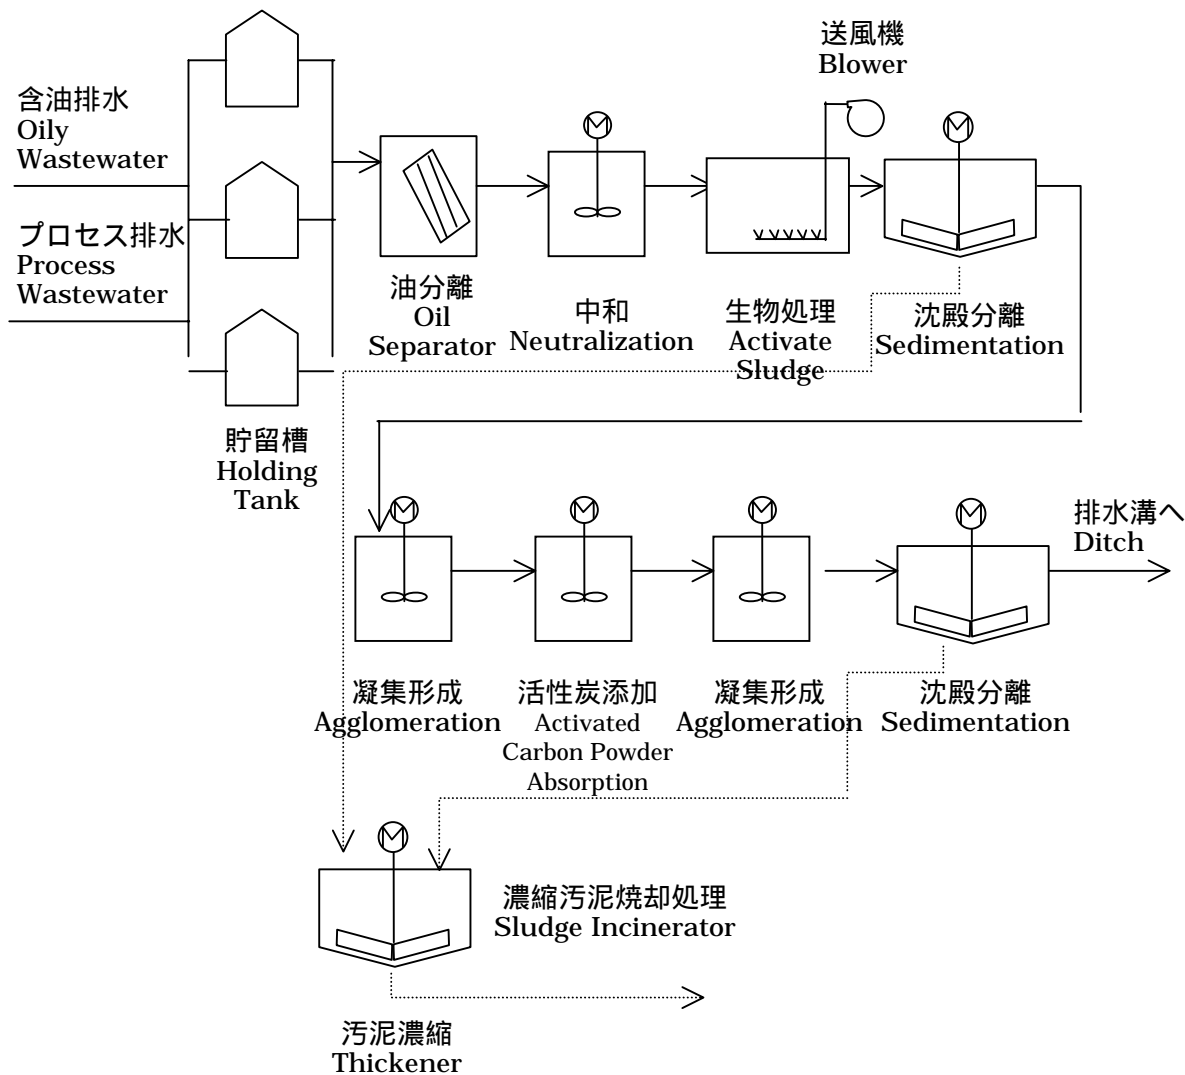 送風機
Blower
含油排水
Oily
Wastewater
プロセス排水
Process
Wastewater
油分離
Oil
Separator
中和
Neutralization
生物処理
Activate
Sludge
沈殿分離
Sedimentation
貯留槽
Holding
Tank
排水溝へ
Ditch
凝集形成
Agglomeration
活性炭添加
Activated
Carbon Powder
Absorption
凝集形成
Agglomeration
沈殿分離
Sedimentation
濃縮汚泥焼却処理
Sludge Incinerator
汚泥濃縮
Thickener
M
M
M
M
M
M
M